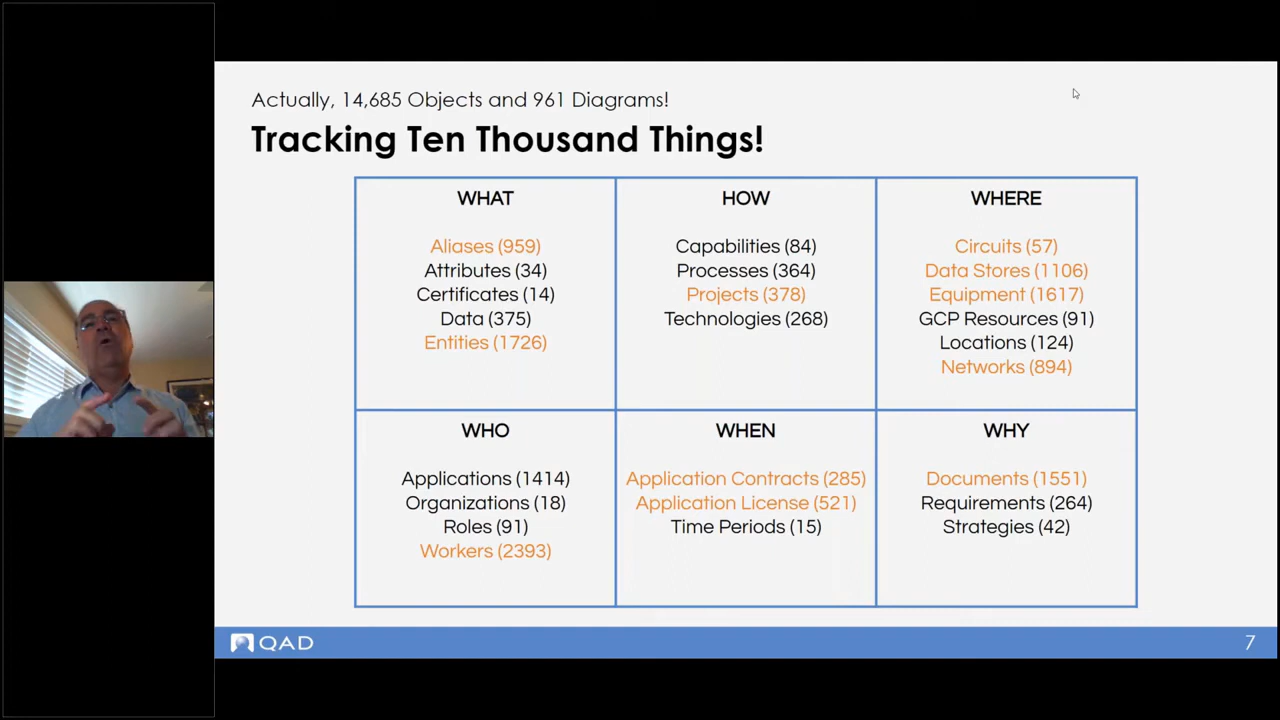 Actually, 14,685 Objects and 961 Diagrams!
Tracking Ten Thousand Things!
WHAT
Aliases (959)
Attributes (34)
Certificates (14)
Data (375)
Entities (1726)
HOW
Capabilities (84)
Processes (364)
Projects (378)
Technologies (268)
WHERE
Circuits (57)
Data Stores (1106)
Equipment (1617)
GCP Resources (91)
Locations (124)
Networks (894)
WHO
Applications (1414)
Organizations (18)
Roles (91)
Workers (2393)
WHEN
Application Contracts (285)
Application License (521)
Time Periods (15)
WHY
Documents (1551)
Requirements (264)
Strategies (42)
QAD
7